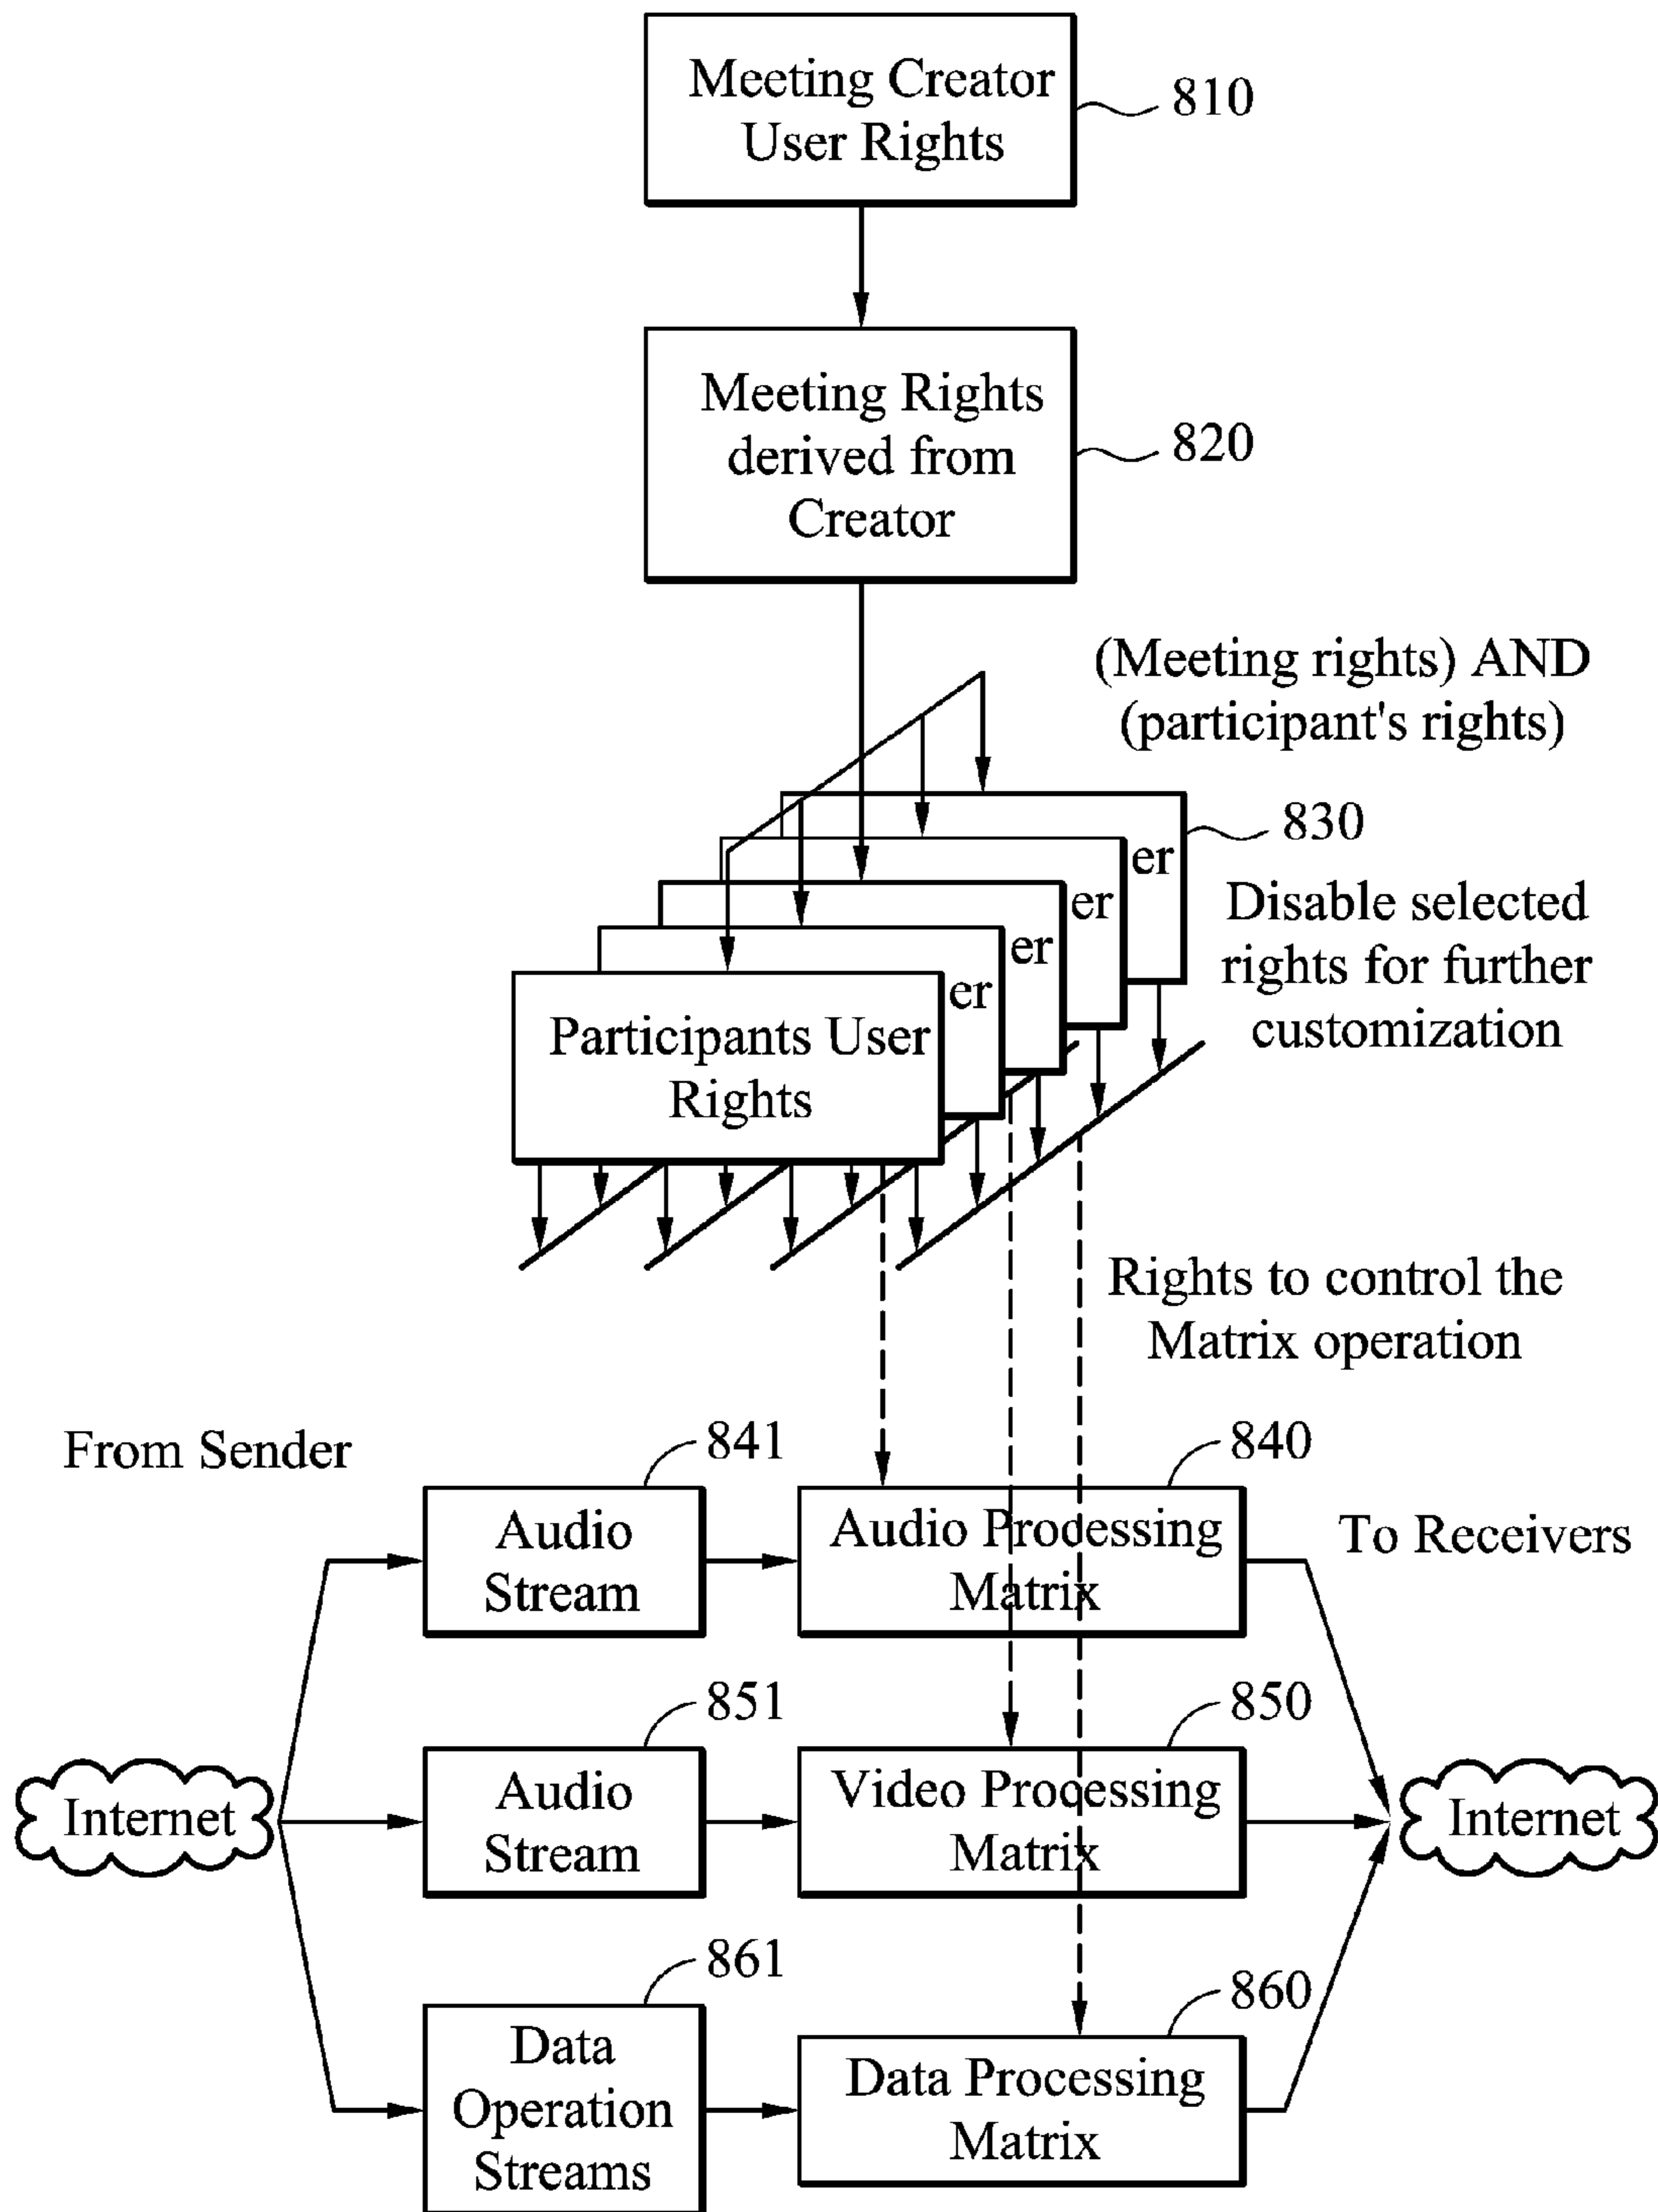 Meeting Creator
User Rights
810
Meeting Rights
derived from
Creator
820
(Meeting rights) AND
(participant's rights)
830
er
er
er
er
Disable selected
rights for further
customization
Participants User
Rights
Rights to control the
Matrix operation
From Sender
841
840
Audio
Stream
Audio Processing
Matrix
To Receivers
851
850
Internet
Audio
Stream
Video Processing
Matrix
Internet
861
860
Data
Operation
Streams
Data Processing
Matrix